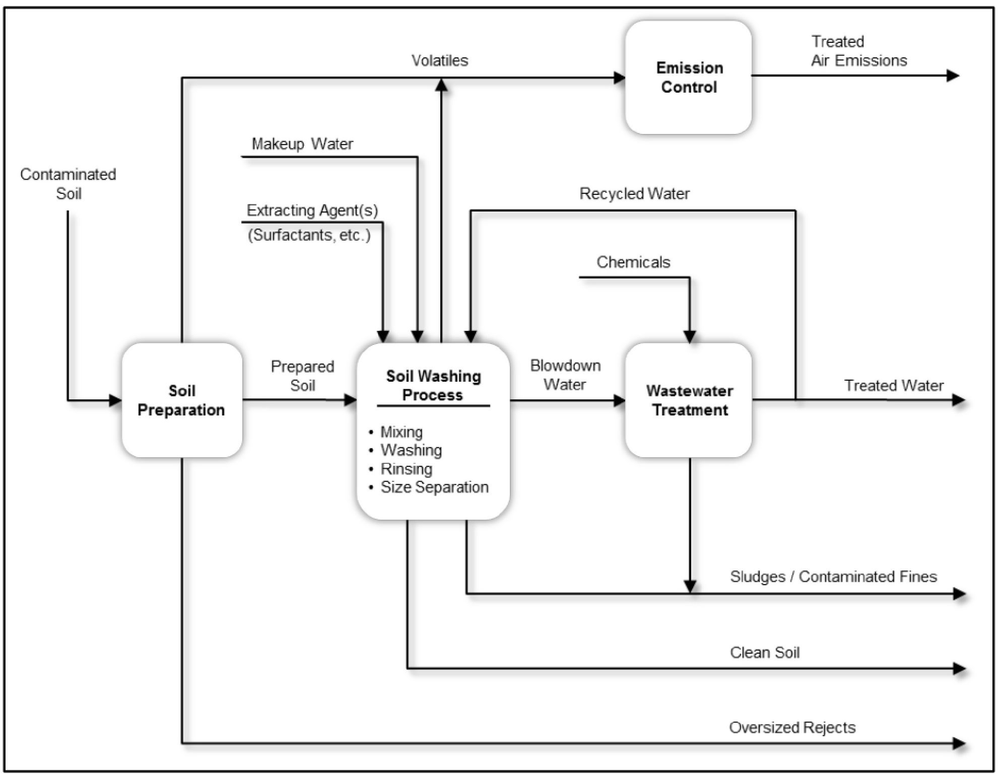 Treated
Air Emissions
Volatiles
Emission
Control
Makeup Water
Contaminated
Soil
Recycled Water
Extracting Agent(s)
(Surfactants, etc.)
Chemicals
Prepared
Soil
Blowdown
Water
Soil
Preparation
Soil Washing
Process
• Mixing
• Washing
• Rinsing
• Size Separation
Wastewater
Treatment
Treated Water
Sludges / Contaminated Fines
Clean Soil
Oversized Rejects